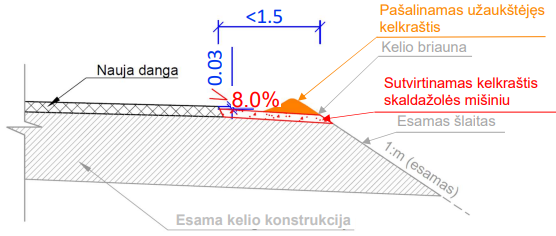 <1.5
Pašalinamas užaukštėjęs
kelkraštis
Kelio briauna
0.03
Nauja danga
8.0%
Sutvirtinamas kelkraštis
skaldažolės mišiniu
Esamas šlaitas
1:m (esamas)
Esama kelio konstrukcija